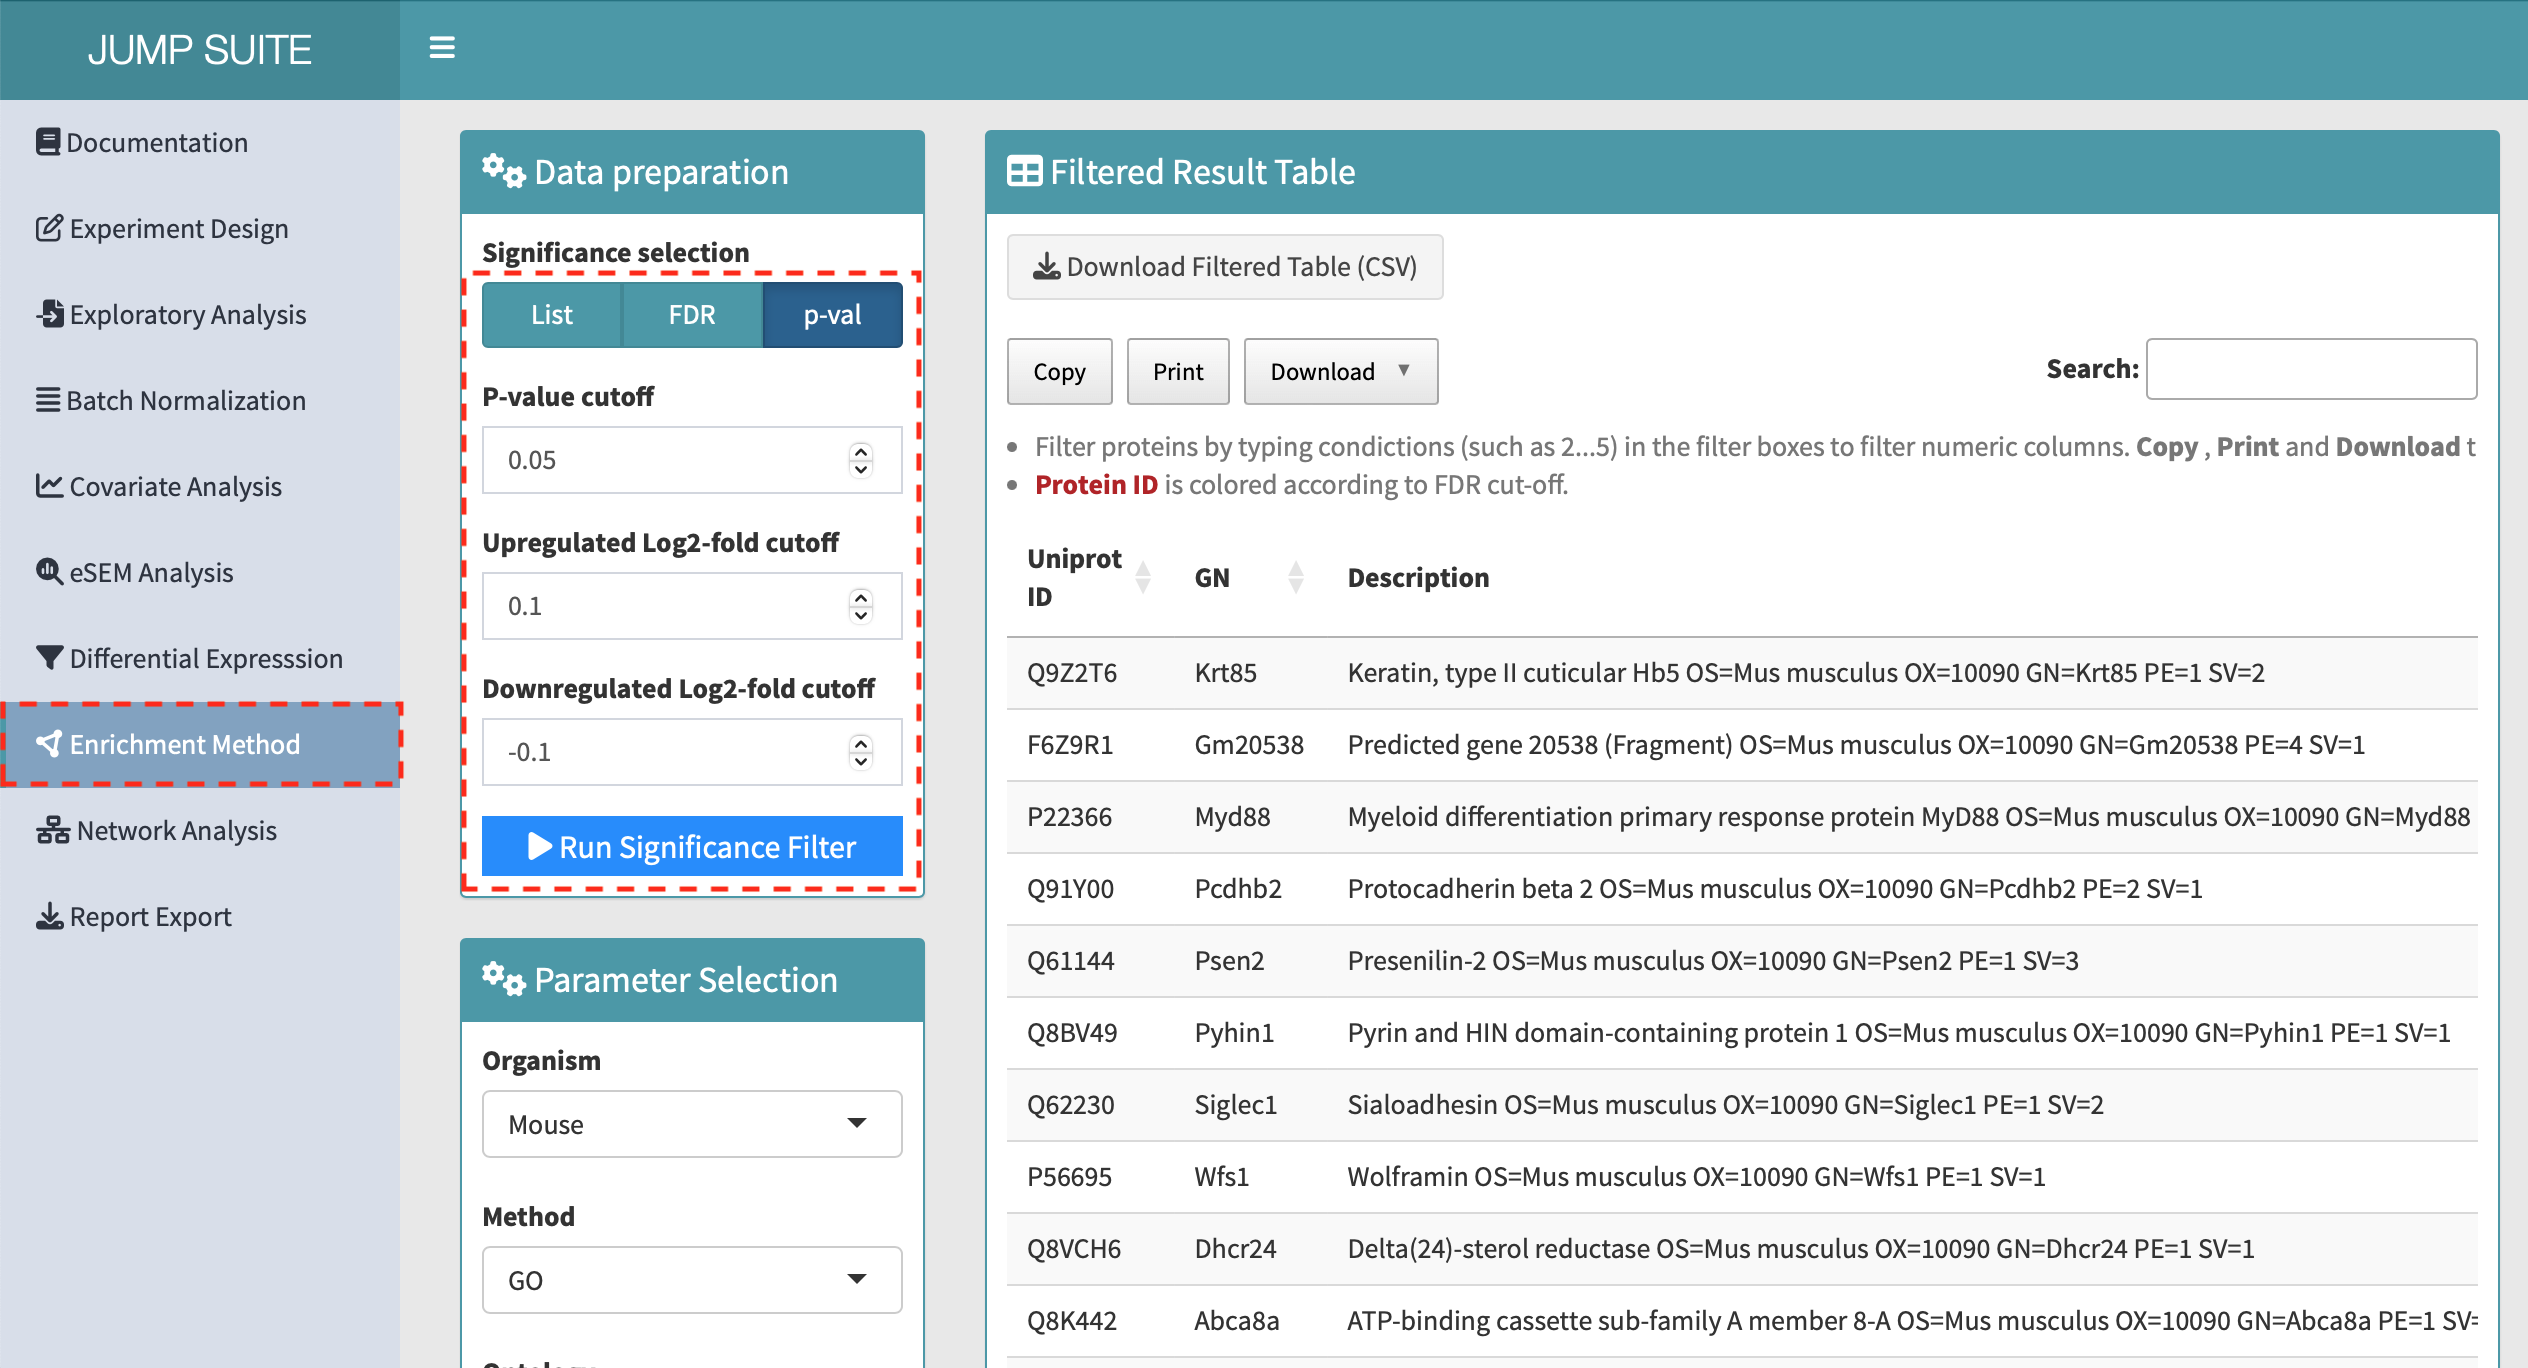 JUMP SUITE
Documentation
Experiment Design
Exploratory Analysis
Batch Normalization
Covariate Analysis
eSEM Analysis
Differential Expresssion
Enrichment Method
Network Analysis
Report Export
Data preparation
Significance selection
List FDR p-val
P-value cutoff
0.05
Upregulated Log2-fold cutoff
0.1
Downregulated Log2-fold cutoff
-0.1
Run Significance Filter
Parameter Selection
Organism
Mouse
Method
GO
Filtered Result Table
Download Filtered Table (CSV)
Copy Print Download ▼ Search:
• Filter proteins by typing condictions (such as 2...5) in the filter boxes to filter numeric columns. Copy , Print and Download t
• Protein ID is colored according to FDR cut-off.
Uniprot ID GN Description
Q9Z2T6 Krt85 Keratin, type II cuticular Hb5 OS=Mus musculus OX=10090 GN=Krt85 PE=1 SV=2
F6Z9R1 Gm20538 Predicted gene 20538 (Fragment) OS=Mus musculus OX=10090 GN=Gm20538 PE=4 SV=1
P22366 Myd88 Myeloid differentiation primary response protein MyD88 OS=Mus musculus OX=10090 GN=Myd88
Q91Y00 Pcdhb2 Protocadherin beta 2 OS=Mus musculus OX=10090 GN=Pcdhb2 PE=2 SV=1
Q61144 Psen2 Presenilin-2 OS=Mus musculus OX=10090 GN=Psen2 PE=1 SV=3
Q8BV49 Pyhin1 Pyrin and HIN domain-containing protein 1 OS=Mus musculus OX=10090 GN=Pyhin1 PE=1 SV=1
Q62230 Siglec1 Sialoadhesin OS=Mus musculus OX=10090 GN=Siglec1 PE=1 SV=2
P56695 Wfs1 Wolframin OS=Mus musculus OX=10090 GN=Wfs1 PE=1 SV=1
Q8VCH6 Dhcr24 Delta(24)-sterol reductase OS=Mus musculus OX=10090 GN=Dhcr24 PE=1 SV=1
Q8K442 Abca8a ATP-binding cassette sub-family A member 8-A OS=Mus musculus OX=10090 GN=Abca8a PE=1 SV=